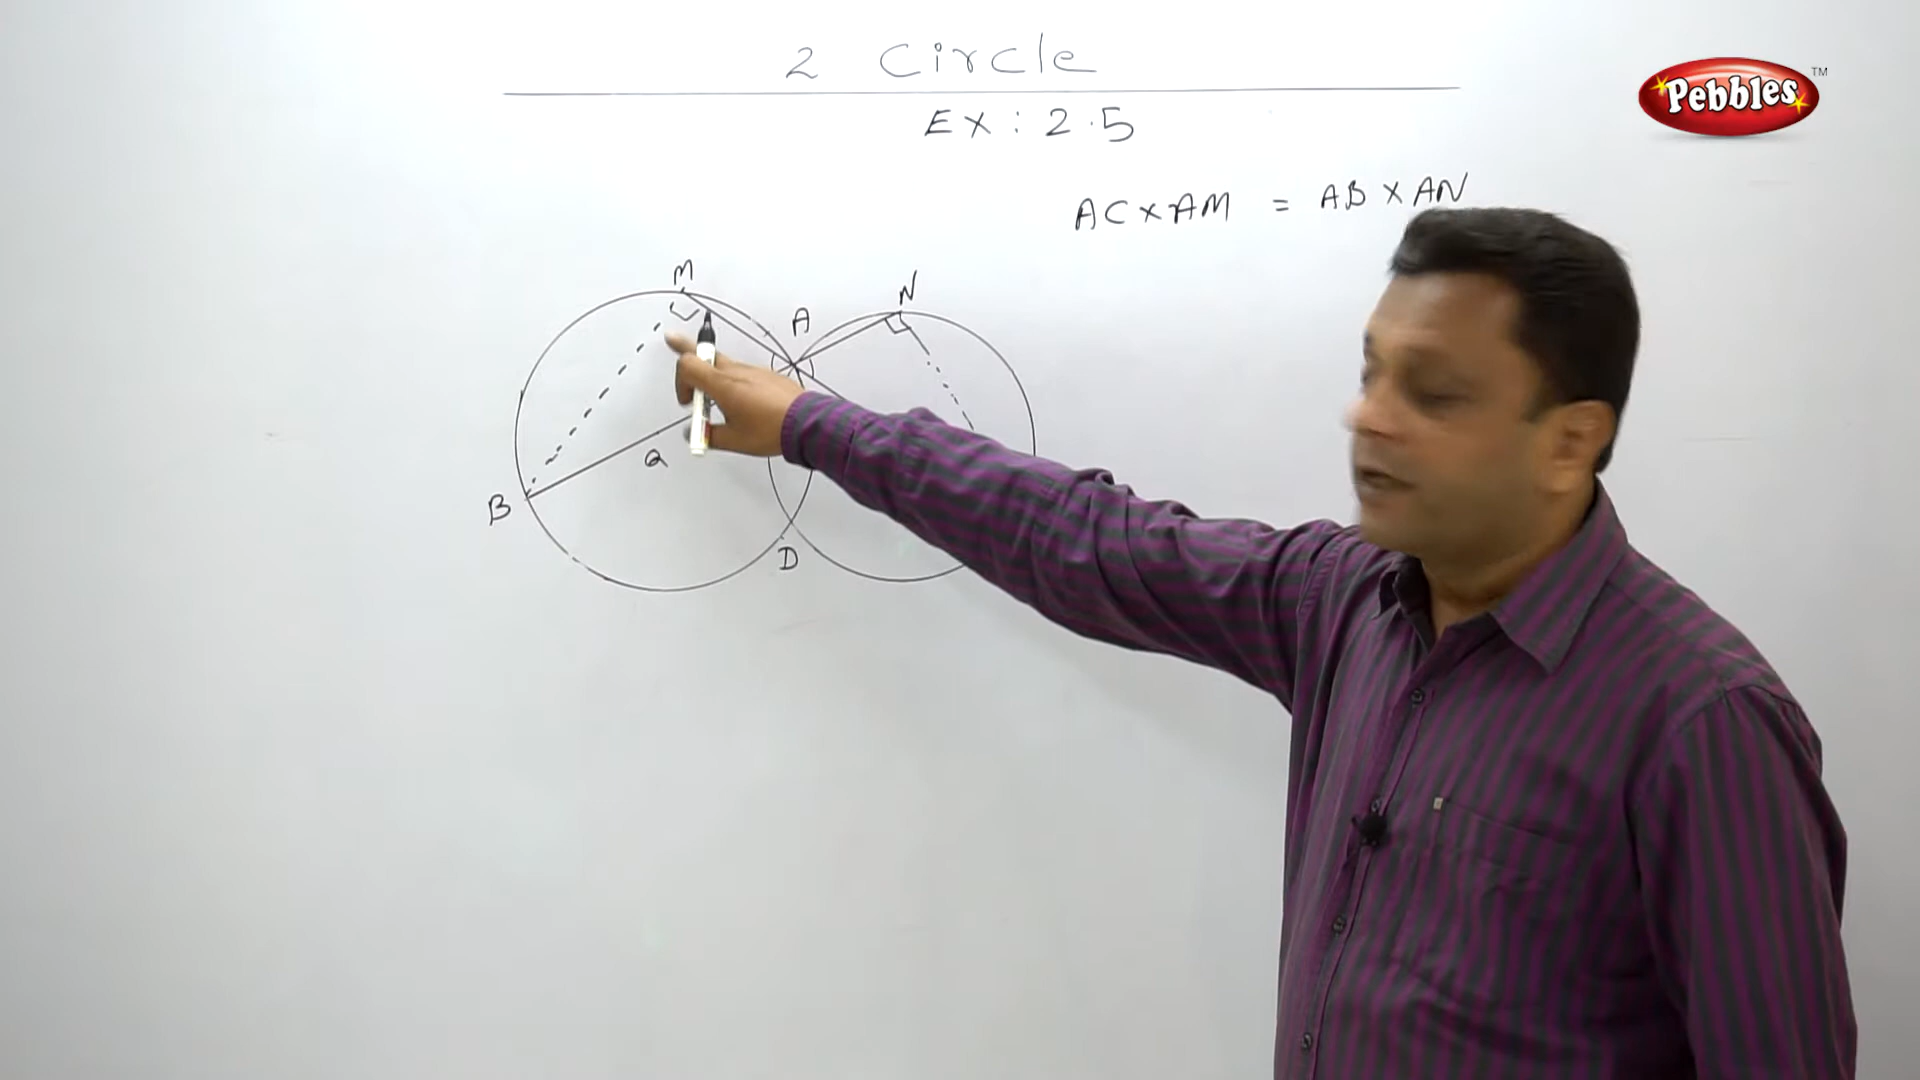 2 Circle
Pebbles TM
Ex : 2.5
AC × AM = AB × AN
M
N
A
Q
B
D